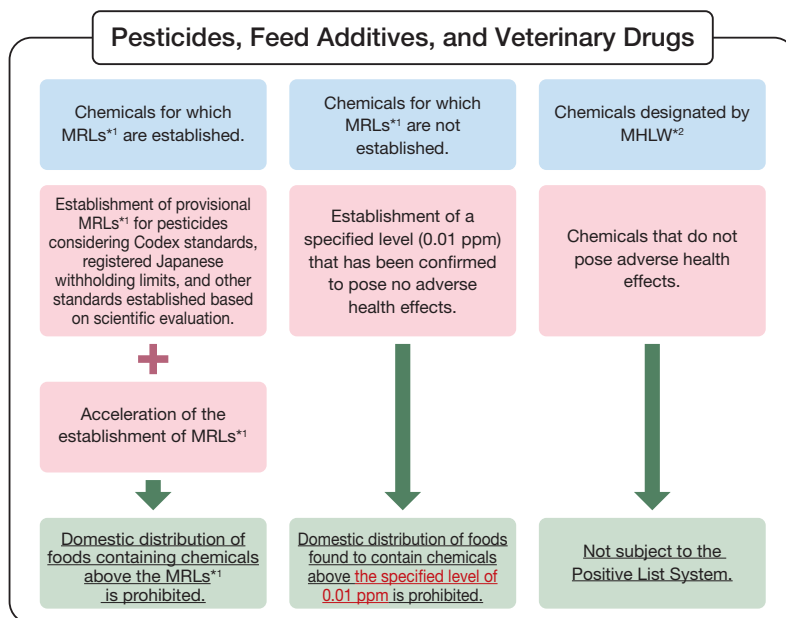 Pesticides, Feed Additives, and Veterinary Drugs
Chemicals for which
MRLs*1 are established.
Chemicals for which
MRLs*1 are not
established.
Chemicals designated by
MHLW*2
Establishment of provisional
MRLs*1 for pesticides
considering Codex standards,
registered Japanese
withholding limits, and other
standards established based
on scientific evaluation.
Establishment of a
specified level (0.01 ppm)
that has been confirmed
to pose no adverse
health effects.
Chemicals that do not
pose adverse health
effects.
Acceleration of the
establishment of MRLs*1
Domestic distribution of
foods containing chemicals
above the MRLs*1
is prohibited.
Domestic distribution of foods
found to contain chemicals
above the specified level of
0.01 ppm is prohibited.
Not subject to the
Positive List System.